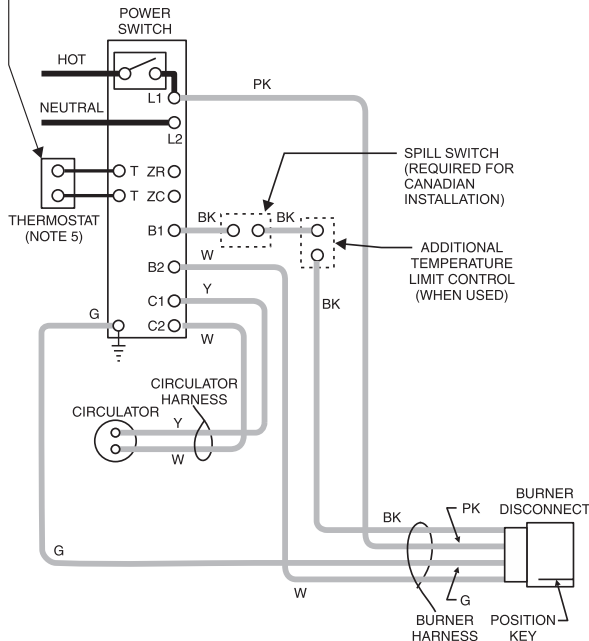 POWER
SWITCH
HOT
L1
PK
NEUTRAL
L2
T ZR
T ZC
THERMOSTAT
(NOTE 5)
SPILL SWITCH
(REQUIRED FOR
CANADIAN
INSTALLATION)
B1
BK
BK
ADDITIONAL
TEMPERATURE
LIMIT CONTROL
(WHEN USED)
B2
W
BK
C1
Y
G
C2
W
CIRCULATOR
HARNESS
CIRCULATOR
Y
W
BURNER
DISCONNECT
BK
PK
G
W
G
BURNER
HARNESS
POSITION
KEY